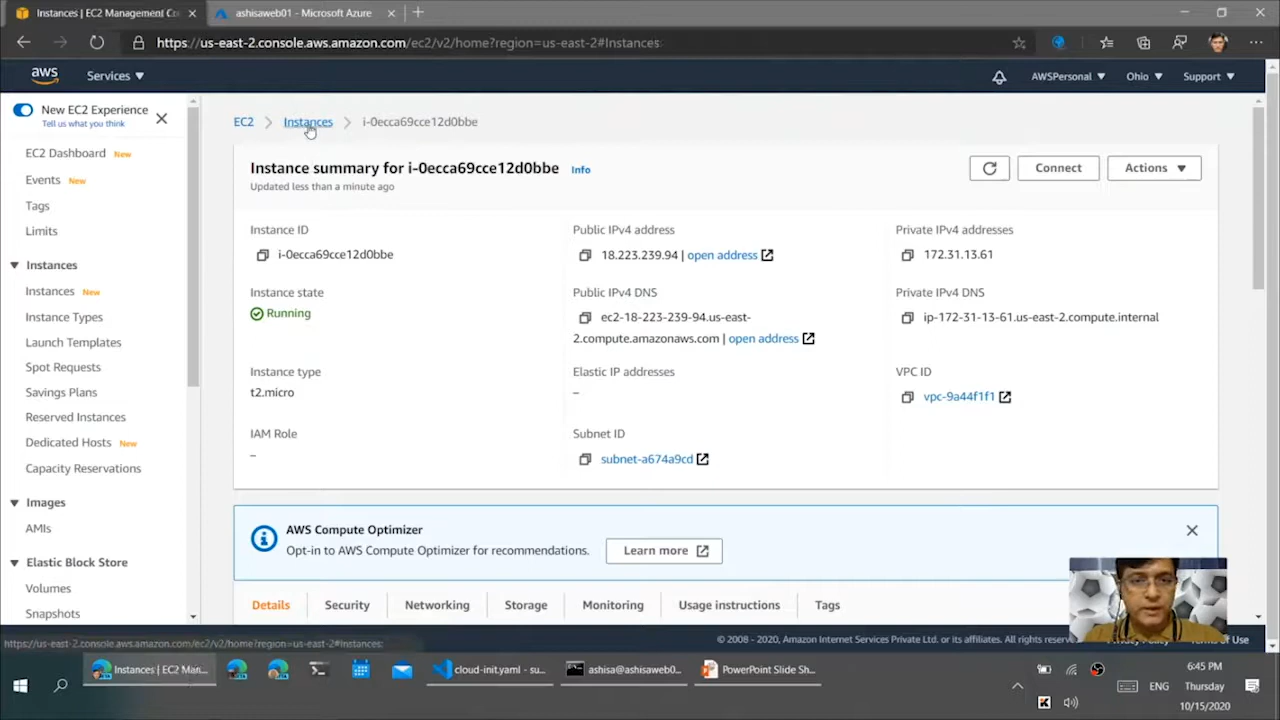 Instances | EC2 Management Co
ashisaweb01 - Microsoft Azure
https://us-east-2.console.aws.amazon.com/ec2/v2/home?region=us-east-2#Instances:
aws
Services
AWSPersonal
Ohio
Support
New EC2 Experience
Tell us what you think
EC2 Dashboard New
Events New
Tags
Limits
Instances
Instances New
Instance Types
Launch Templates
Spot Requests
Savings Plans
Reserved Instances
Dedicated Hosts New
Capacity Reservations
Images
AMIs
Elastic Block Store
Volumes
Snapshots
EC2 > Instances > i-0ecca69cce12d0bbe
Instance summary for i-0ecca69cce12d0bbe Info
Updated less than a minute ago
Connect
Actions
Instance ID
i-0ecca69cce12d0bbe
Public IPv4 address
18.223.239.94 | open address
Private IPv4 addresses
172.31.13.61
Instance state
Running
Public IPv4 DNS
ec2-18-223-239-94.us-east-
2.compute.amazonaws.com | open address
Private IPv4 DNS
ip-172-31-13-61.us-east-2.compute.internal
Instance type
t2.micro
Elastic IP addresses
–
VPC ID
vpc-9a44f1f1
IAM Role
–
Subnet ID
subnet-a674a9cd
AWS Compute Optimizer
Opt-in to AWS Compute Optimizer for recommendations.
Learn more
Details
Security
Networking
Storage
Monitoring
Usage instructions
Tags
https://us-east-2.console.aws.amazon.com/ec2/v2/home?region=us-east-2#Instances:
© 2008 - 2020, Amazon Internet Services Private Ltd. or its affiliates. All rights
Use
Instances | EC2 Man...
cloud-init.yaml - su...
ashisa@ashisaweb0...
PowerPoint Slide Sh...
ENG
6:45 PM
Thursday
10/15/2020